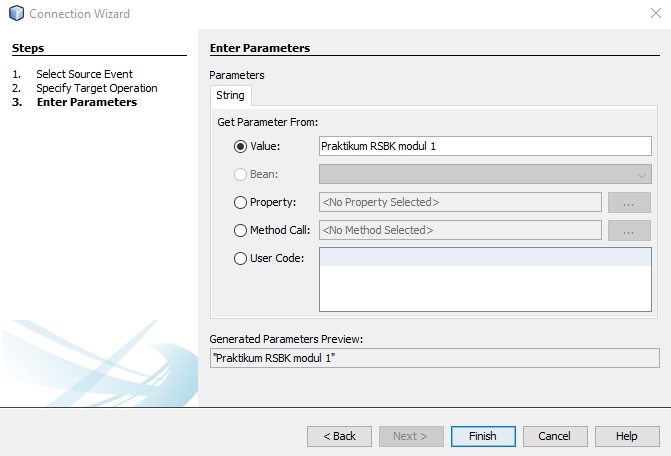 Connection Wizard
Steps
1. Select Source Event
2. Specify Target Operation
3. Enter Parameters
Enter Parameters
Parameters
String
Get Parameter From:
Value: Praktikum RSBK modul 1
Bean:
Property: <No Property Selected> ...
Method Call: <No Method Selected> ...
User Code:
Generated Parameters Preview:
"Praktikum RSBK modul 1"
< Back Next > Finish Cancel Help